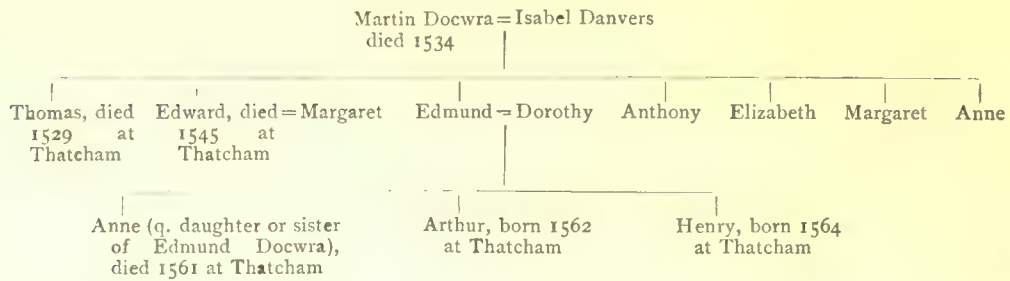 Martin Docwra = Isabel Danvers
died 1534
Thomas, died 1529 at Thatcham
Edward, died 1545 at Thatcham = Margaret
Edmund = Dorothy
Anthony
Elizabeth
Margaret
Anne
Anne (q. daughter or sister
of Edmund Docwra),
died 1561 at Thatcham
Arthur, born 1562
at Thatcham
Henry, born 1564
at Thatcham